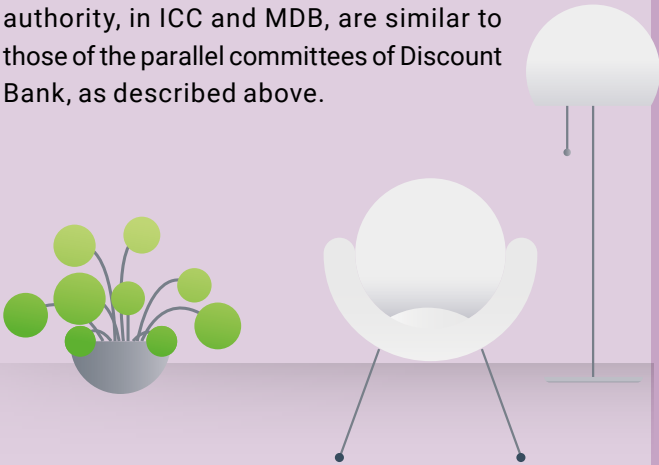 authority, in ICC and MDB, are similar to
those of the parallel committees of Discount
Bank, as described above.